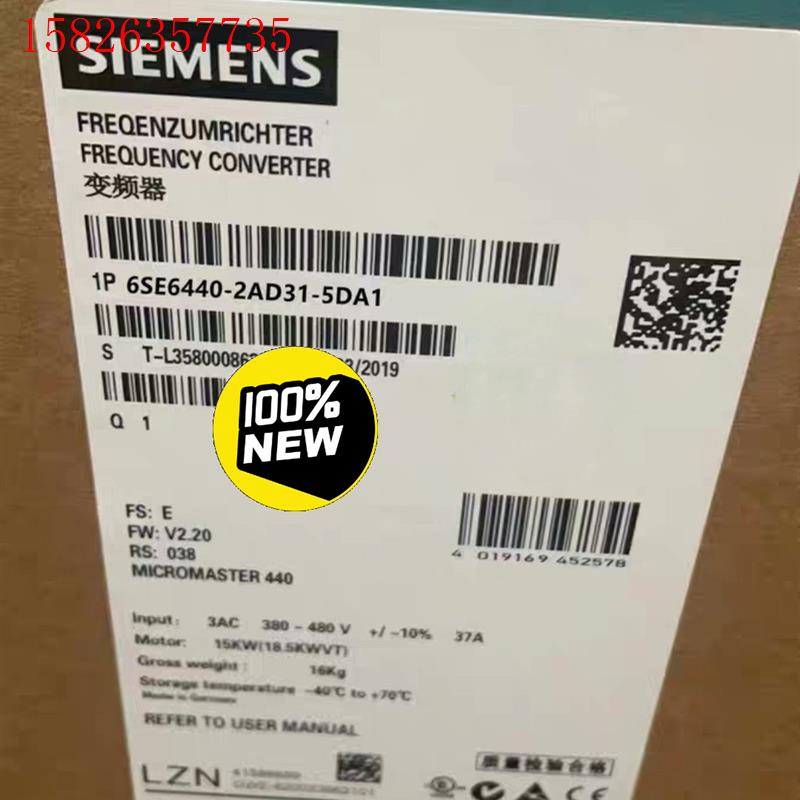 15826357735
SIEMENS
FREQENZUMRICHTER
FREQUENCY CONVERTER
变频器
1P 6SE6440-2AD31-5DA1
S T-L35800086 /2019
100%
NEW
Q 1
FS: E
FW: V2.20
RS: 038
MICROMASTER 440
4 019169 452578
Input: 3AC 380 - 480 V +/-10% 37A
Motor: 15KW(18.5KWVT)
Gross weight: 16Kg
Storage temperature -40℃ to +70℃
Made in Germany
REFER TO USER MANUAL
质量检验合格
LZN